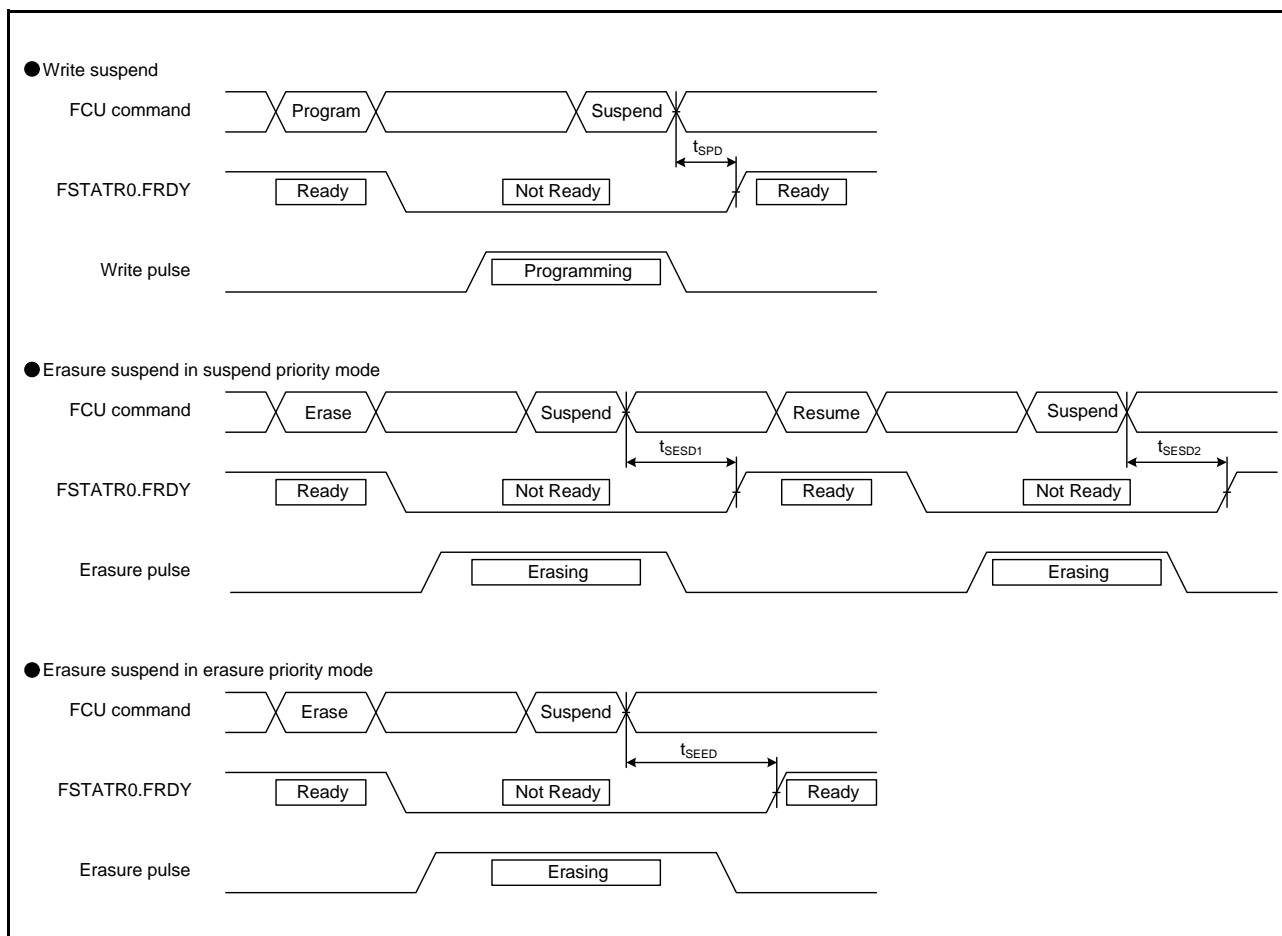 ● Write suspend
FCU command Program Suspend
tSPD
FSTATR0.FRDY Ready Not Ready Ready
Write pulse Programming
● Erasure suspend in suspend priority mode
FCU command Erase Suspend Resume Suspend
tSESD1 tSESD2
FSTATR0.FRDY Ready Not Ready Ready Not Ready
Erasure pulse Erasing Erasing
● Erasure suspend in erasure priority mode
FCU command Erase Suspend
tSEED
FSTATR0.FRDY Ready Not Ready Ready
Erasure pulse Erasing